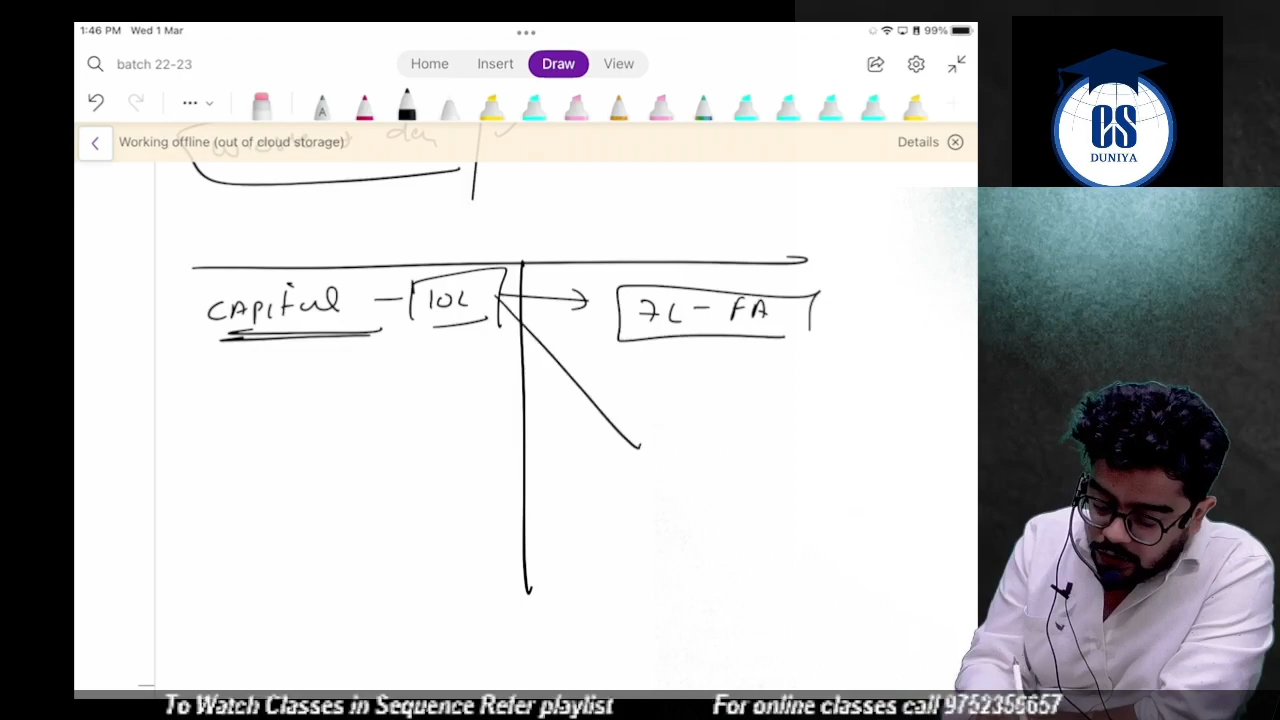 1:46 PM Wed 1 Mar
99%
batch 22-23
Home Insert Draw View
Working offline (out of cloud storage)
Details
CAPital - 10L
7L - FA
CS
DUNIYA
To Watch Classes in Sequence Refer playlist
For online classes call 9752356657